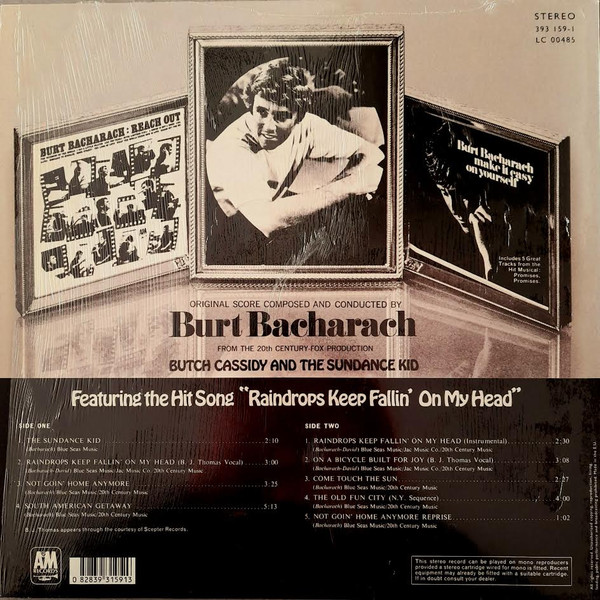 STEREO
393 159-1
LC 00485
BURT BACHARACH: REACH OUT
Burt Bacharach
make it easy
on yourself
Includes 5 Great
Tracks from the
Hit Musical:
Promises,
Promises.
ORIGINAL SCORE COMPOSED AND CONDUCTED BY
Burt Bacharach
FROM THE 20th CENTURY-FOX PRODUCTION
BUTCH CASSIDY AND THE SUNDANCE KID
Featuring the Hit Song "Raindrops Keep Fallin' On My Head"
SIDE ONE
THE SUNDANCE KID 2:10
(Bacharach) Blue Seas Music
2. RAINDROPS KEEP FALLIN' ON MY HEAD (B. J. Thomas Vocal) 3:00
(Bacharach-David) Blue Seas Music/Jac Music Co./20th Century Music
3. NOT GOIN' HOME ANYMORE 3:25
(Bacharach) Blue Seas Music/20th Century Music
4. SOUTH AMERICAN GETAWAY 5:13
(Bacharach) Blue Seas Music/20th Century Music
B.J. Thomas appears through the courtesy of Scepter Records.
SIDE TWO
1. RAINDROPS KEEP FALLIN' ON MY HEAD (Instrumental) 2:30
(Bacharach-David) Blue Seas Music/Jac Music Co./20th Century Music
2. ON A BICYCLE BUILT FOR JOY (B. J. Thomas Vocal) 3:08
(Bacharach-David) Blue Seas Music/Jac Music Co./20th Century Music
3. COME TOUCH THE SUN 2:27
(Bacharach) Blue Seas Music/20th Century Music
4. THE OLD FUN CITY (N.Y. Sequence) 4:00
(Bacharach) Blue Seas Music/20th Century Music
5. NOT GOIN' HOME ANYMORE REPRISE 1:02
(Bacharach) Blue Seas Music/20th Century Music
A&M
RECORDS
0 82839 315913
This stereo record can be played on mono reproducers
provided a stereo cartridge wired for mono is fitted. Recent
equipment may already be fitted with a suitable cartridge.
If in doubt consult your dealer.